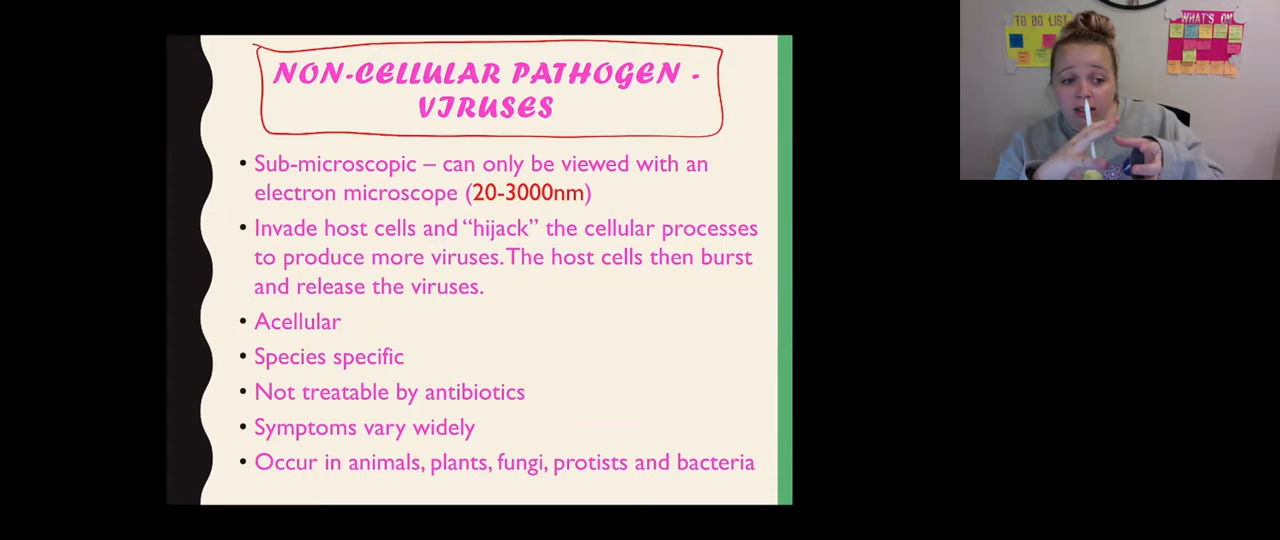 NON-CELLULAR PATHOGEN -
VIRUSES
• Sub-microscopic – can only be viewed with an
electron microscope (20-3000nm)
• Invade host cells and “hijack” the cellular processes
to produce more viruses. The host cells then burst
and release the viruses.
• Acellular
• Species specific
• Not treatable by antibiotics
• Symptoms vary widely
• Occur in animals, plants, fungi, protists and bacteria
TO DO LIST
WHAT'S ON